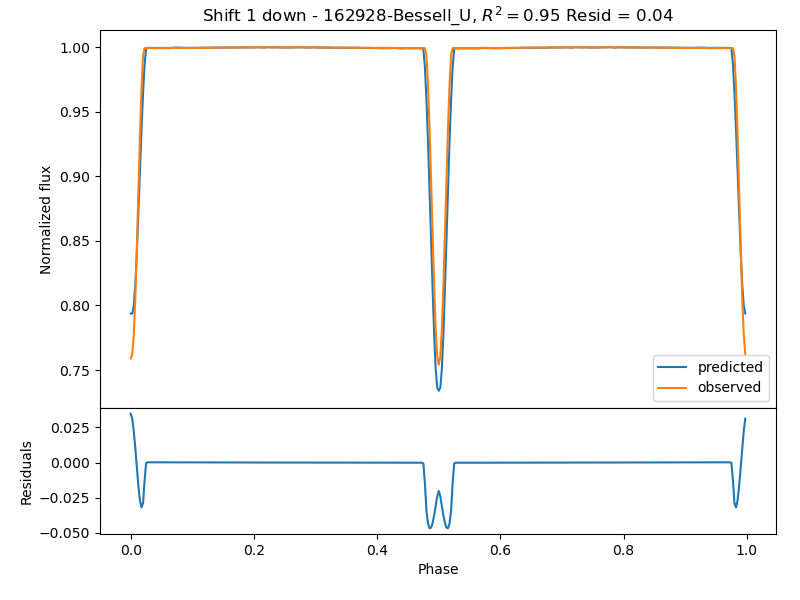 Shift 1 down - 162928-Bessell_U, R² = 0.95 Resid = 0.04
1.00
0.95
0.90
0.85
0.80
0.75
Normalized flux
predicted
observed
0.025
0.000
−0.025
−0.050
Residuals
0.0 0.2 0.4 0.6 0.8 1.0
Phase